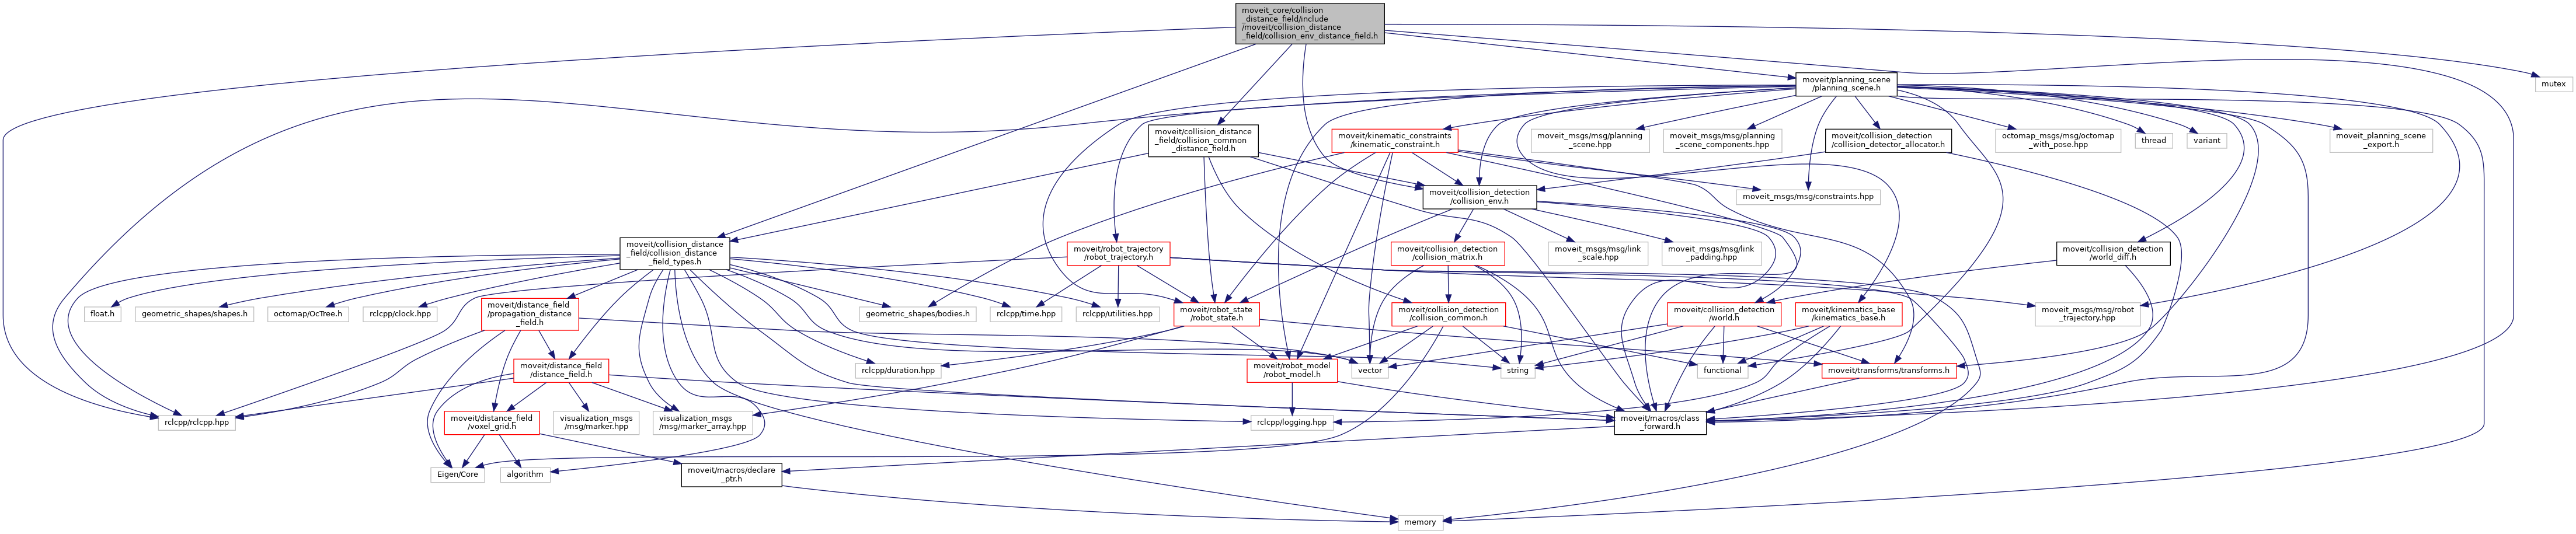 moveit_core/collision
_distance_field/include
/moveit/collision_distance
_field/collision_env_distance_field.h
moveit/planning_scene
/planning_scene.h
mutex
moveit/collision_distance
_field/collision_common
_distance_field.h
moveit/kinematic_constraints
/kinematic_constraint.h
moveit_msgs/msg/planning
_scene.hpp
moveit_msgs/msg/planning
_scene_components.hpp
moveit/collision_detection
/collision_detector_allocator.h
octomap_msgs/msg/octomap
_with_pose.hpp
thread
variant
moveit_planning_scene
_export.h
moveit/collision_detection
/collision_env.h
moveit_msgs/msg/constraints.hpp
moveit/collision_distance
_field/collision_distance
_field_types.h
moveit/robot_trajectory
/robot_trajectory.h
moveit/collision_detection
/collision_matrix.h
moveit_msgs/msg/link
_scale.hpp
moveit_msgs/msg/link
_padding.hpp
moveit/collision_detection
/world_diff.h
float.h
geometric_shapes/shapes.h
octomap/OcTree.h
rclcpp/clock.hpp
moveit/distance_field
/propagation_distance
_field.h
geometric_shapes/bodies.h
rclcpp/time.hpp
rclcpp/utilities.hpp
moveit/robot_state
/robot_state.h
moveit/collision_detection
/collision_common.h
moveit/collision_detection
/world.h
moveit/kinematics_base
/kinematics_base.h
moveit_msgs/msg/robot
_trajectory.hpp
moveit/distance_field
/distance_field.h
rclcpp/duration.hpp
moveit/robot_model
/robot_model.h
vector
string
functional
moveit/transforms/transforms.h
rclcpp/rclcpp.hpp
moveit/distance_field
/voxel_grid.h
visualization_msgs
/msg/marker.hpp
visualization_msgs
/msg/marker_array.hpp
rclcpp/logging.hpp
moveit/macros/class
_forward.h
Eigen/Core
algorithm
moveit/macros/declare
_ptr.h
memory